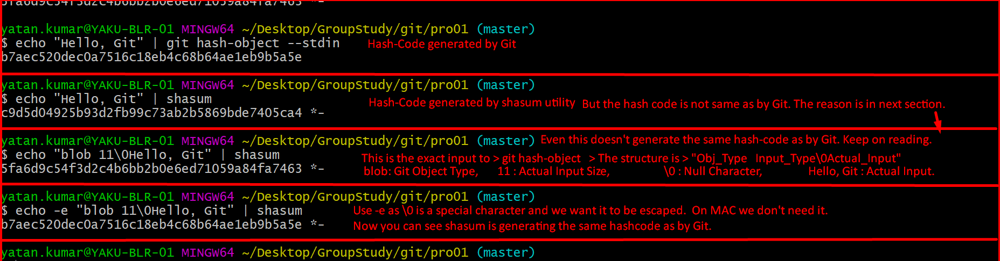 5fa6d9c54f3d2c4b6bb2b0e6ed71059a84fa7463 *-
yatan.kumar@YAKU-BLR-01 MINGW64 ~/Desktop/GroupStudy/git/pro01 (master)
$ echo "Hello, Git" | git hash-object --stdin Hash-Code generated by Git
b7aec520dec0a7516c18eb4c68b64ae1eb9b5a5e
yatan.kumar@YAKU-BLR-01 MINGW64 ~/Desktop/GroupStudy/git/pro01 (master)
$ echo "Hello, Git" | shasum Hash-Code generated by shasum utility But the hash code is not same as by Git. The reason is in next section.
c9d5d04925b93d2fb99c73ab2b5869bde7405ca4 *-
yatan.kumar@YAKU-BLR-01 MINGW64 ~/Desktop/GroupStudy/git/pro01 (master) Even this doesn't generate the same hash-code as by Git. Keep on reading.
$ echo "blob 11\0Hello, Git" | shasum This is the exact input to > git hash-object > The structure is > "Obj_Type Input_Type\0Actual_Input"
5fa6d9c54f3d2c4b6bb2b0e6ed71059a84fa7463 *- blob: Git Object Type, 11 : Actual Input Size, \0 : Null Character, Hello, Git : Actual Input.
yatan.kumar@YAKU-BLR-01 MINGW64 ~/Desktop/GroupStudy/git/pro01 (master)
$ echo -e "blob 11\0Hello, Git" | shasum Use -e as \0 is a special character and we want it to be escaped. On MAC we don't need it.
b7aec520dec0a7516c18eb4c68b64ae1eb9b5a5e *- Now you can see shasum is generating the same hashcode as by Git.
yatan.kumar@YAKU-BLR-01 MINGW64 ~/Desktop/GroupStudy/git/pro01 (master)